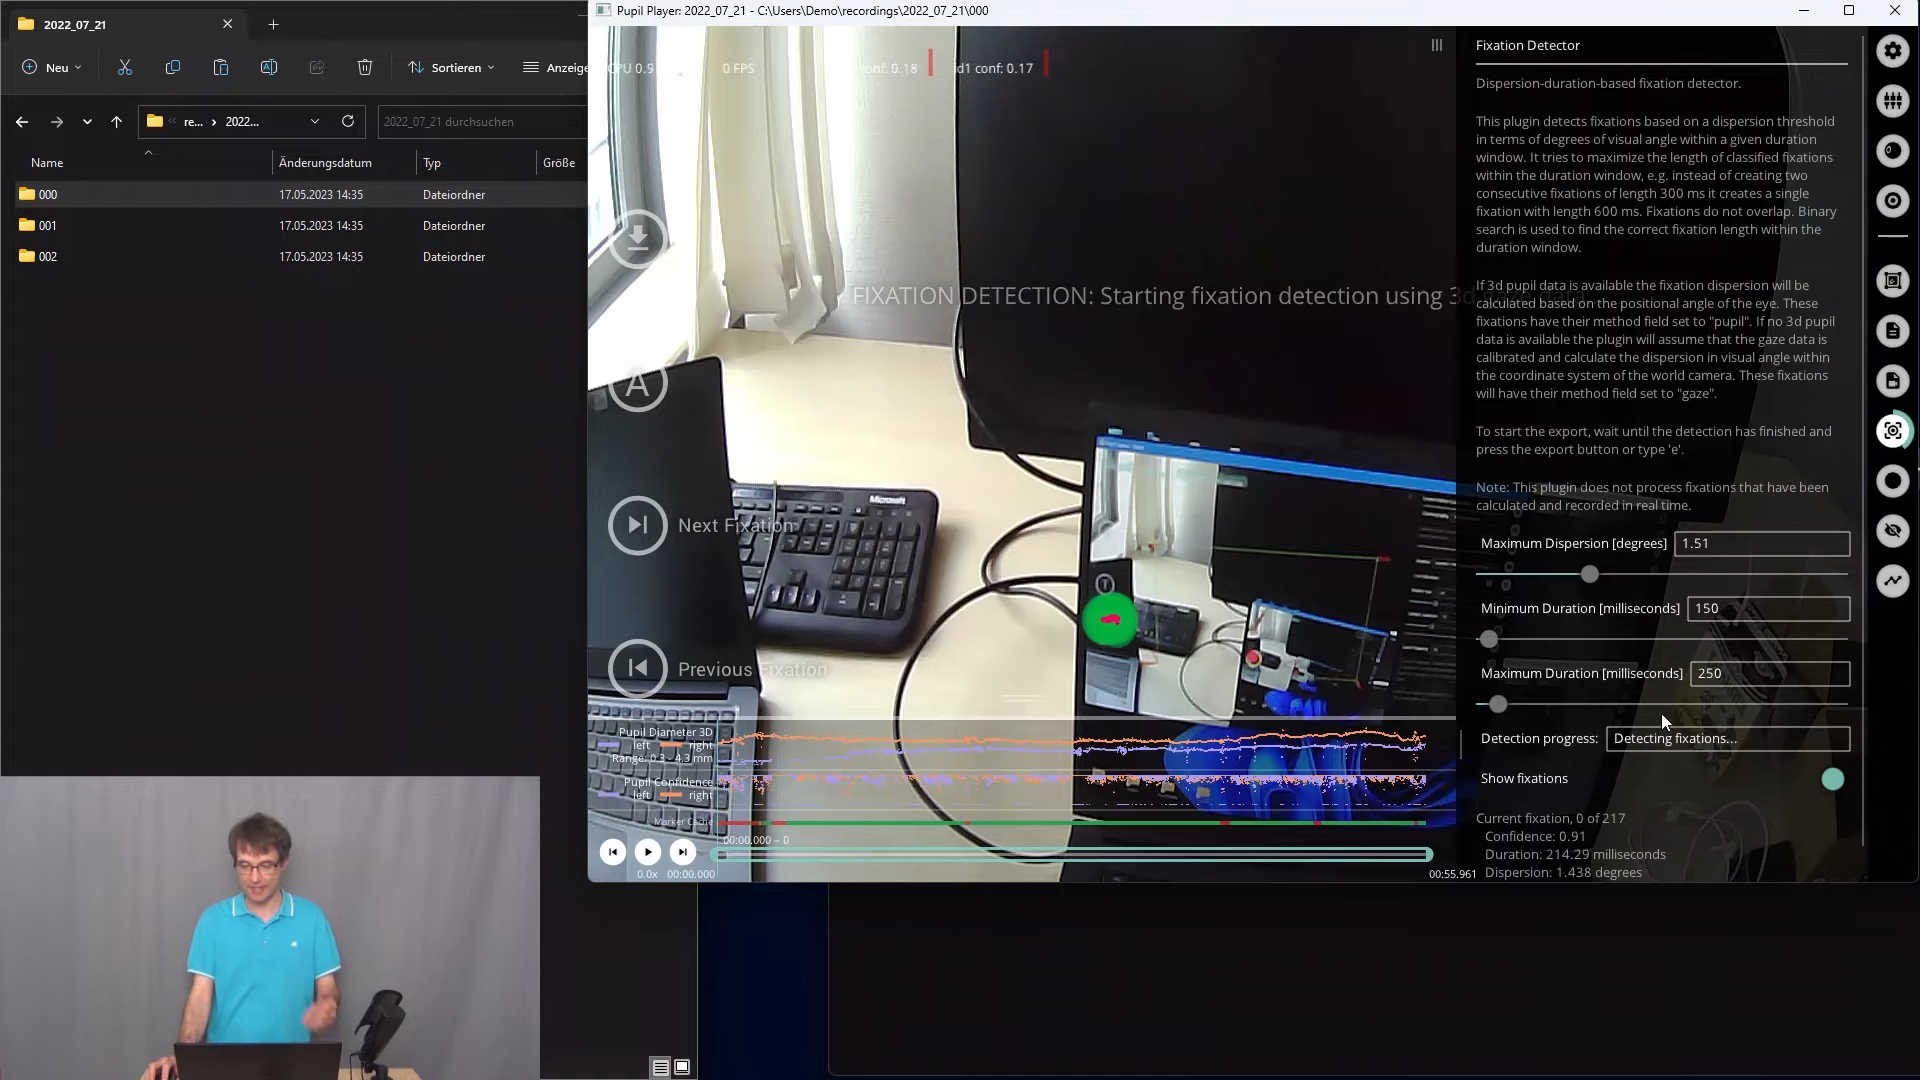 2022_07_21
Neu
Sortieren
Anzeige
re... > 2022...
2022_07_21 durchsuchen
Name
Änderungsdatum
Typ
Größe
000
17.05.2023 14:35
Dateiordner
001
17.05.2023 14:35
Dateiordner
002
17.05.2023 14:35
Dateiordner
Pupil Player: 2022_07_21 - C:\Users\Demo\recordings\2022_07_21\000
CPU 0.9
0 FPS
conf: 0.18
id1 conf: 0.17
FIXATION DETECTION: Starting fixation detection using 3d gaze data
A
T
Microsoft
Next Fixation
Previous Fixation
Pupil Diameter 3D
left right
Range: 0.3 - 4.3 mm
Pupil Confidence
left right
Marker Cache
00:00.000 – 0
0.0x 00:00.000
00:55.961
Fixation Detector
Dispersion-duration-based fixation detector.
This plugin detects fixations based on a dispersion threshold
in terms of degrees of visual angle within a given duration
window. It tries to maximize the length of classified fixations
within the duration window, e.g. instead of creating two
consecutive fixations of length 300 ms it creates a single
fixation with length 600 ms. Fixations do not overlap. Binary
search is used to find the correct fixation length within the
duration window.
If 3d pupil data is available the fixation dispersion will be
calculated based on the positional angle of the eye. These
fixations have their method field set to "pupil". If no 3d pupil
data is available the plugin will assume that the gaze data is
calibrated and calculate the dispersion in visual angle within
the coordinate system of the world camera. These fixations
will have their method field set to "gaze".
To start the export, wait until the detection has finished and
press the export button or type 'e'.
Note: This plugin does not process fixations that have been
calculated and recorded in real time.
Maximum Dispersion [degrees] 1.51
Minimum Duration [milliseconds] 150
Maximum Duration [milliseconds] 250
Detection progress: Detecting fixations...
Show fixations
Current fixation, 0 of 217
Confidence: 0.91
Duration: 214.29 milliseconds
Dispersion: 1.438 degrees